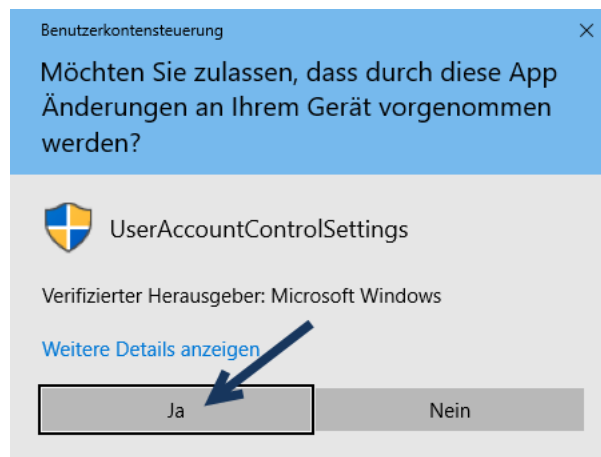 Benutzerkontensteuerung
Möchten Sie zulassen, dass durch diese App
Änderungen an Ihrem Gerät vorgenommen
werden?
UserAccountControlSettings
Verifizierter Herausgeber: Microsoft Windows
Weitere Details anzeigen
Ja
Nein